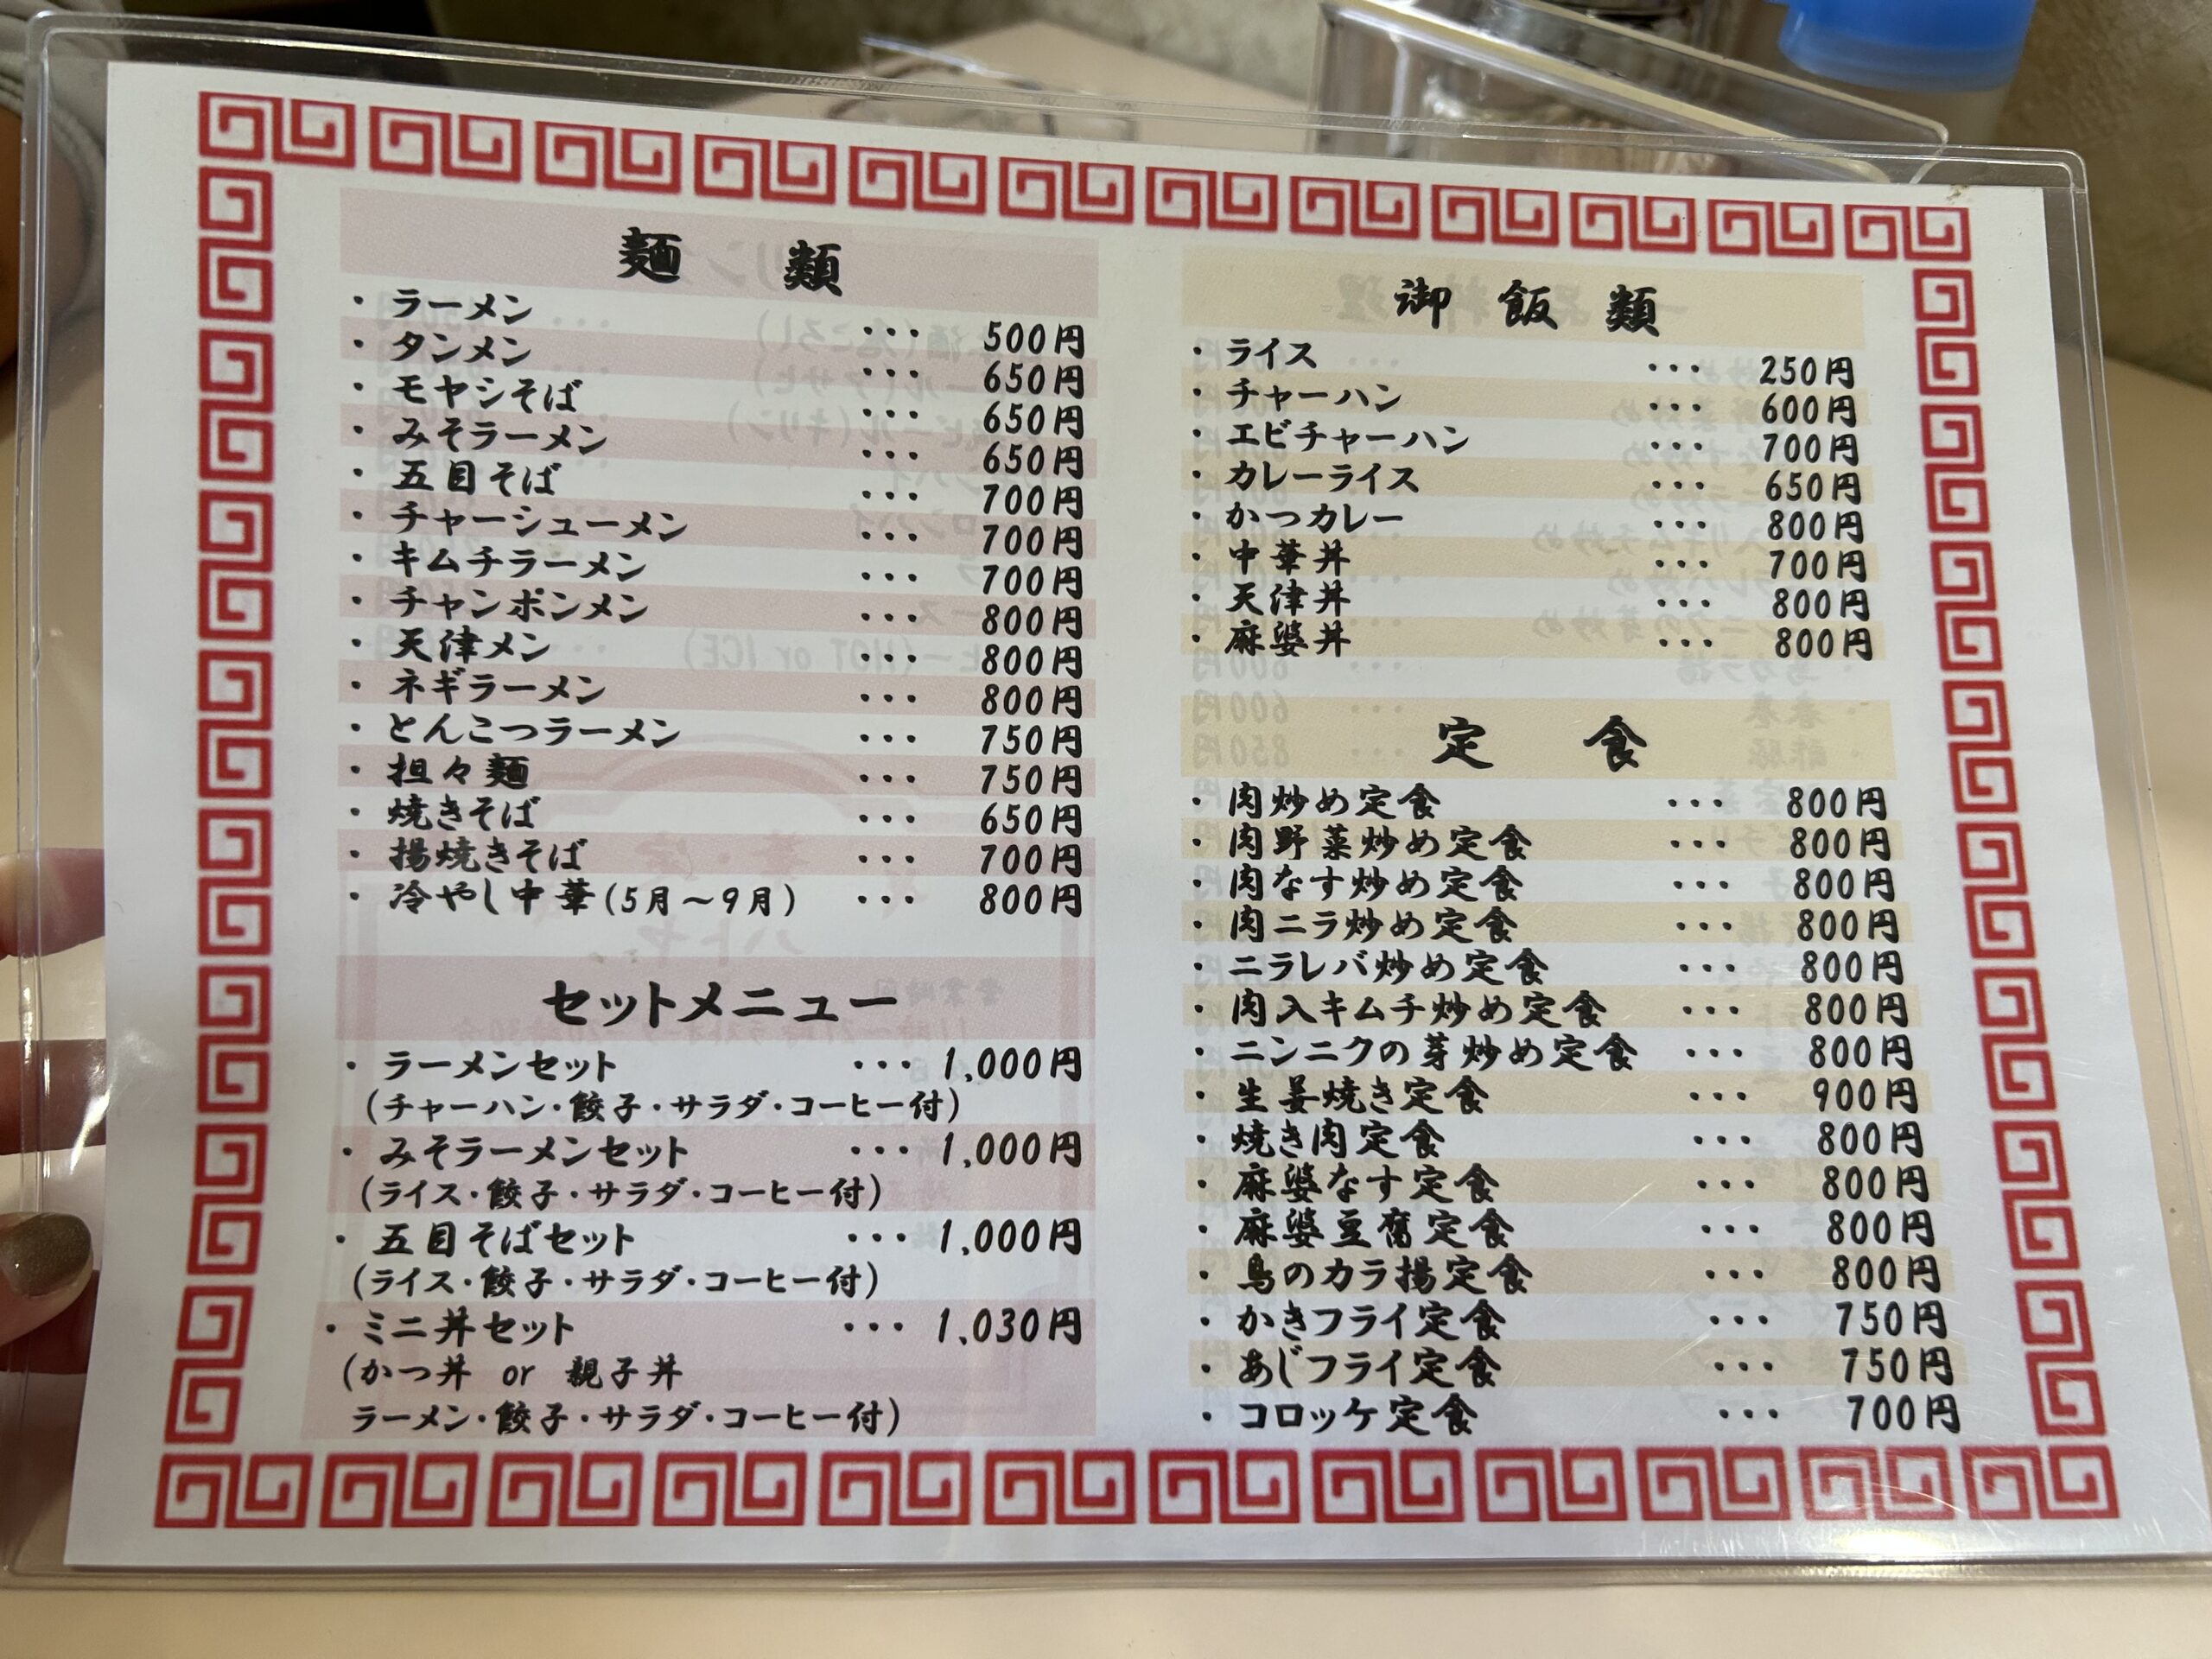 麺 類
・ラーメン ・・・ 500円
・タンメン ・・・ 650円
・モヤシそば ・・・ 650円
・みそラーメン ・・・ 650円
・五目そば ・・・ 700円
・チャーシューメン ・・・ 700円
・キムチラーメン ・・・ 700円
・チャンポンメン ・・・ 800円
・天津メン ・・・ 800円
・ネギラーメン ・・・ 800円
・とんこつラーメン ・・・ 750円
・担々麺 ・・・ 750円
・焼きそば ・・・ 650円
・揚焼きそば ・・・ 700円
・冷やし中華(5月〜9月) ・・・ 800円
セットメニュー
・ラーメンセット ・・・ 1,000円
(チャーハン・餃子・サラダ・コーヒー付)
・みそラーメンセット ・・・ 1,000円
(ライス・餃子・サラダ・コーヒー付)
・五目そばセット ・・・ 1,000円
(ライス・餃子・サラダ・コーヒー付)
・ミニ丼セット ・・・ 1,030円
(かつ丼 or 親子丼
ラーメン・餃子・サラダ・コーヒー付)
御 飯 類
・ライス ・・・ 250円
・チャーハン ・・・ 600円
・エビチャーハン ・・・ 700円
・カレーライス ・・・ 650円
・かつカレー ・・・ 800円
・中華丼 ・・・ 700円
・天津丼 ・・・ 800円
・麻婆丼 ・・・ 800円
定 食
・肉炒め定食 ・・・ 800円
・肉野菜炒め定食 ・・・ 800円
・肉なす炒め定食 ・・・ 800円
・肉ニラ炒め定食 ・・・ 800円
・ニラレバ炒め定食 ・・・ 800円
・肉入キムチ炒め定食 ・・・ 800円
・ニンニクの芽炒め定食 ・・・ 800円
・生姜焼き定食 ・・・ 900円
・焼き肉定食 ・・・ 800円
・麻婆なす定食 ・・・ 800円
・麻婆豆腐定食 ・・・ 800円
・鳥のカラ揚定食 ・・・ 800円
・かきフライ定食 ・・・ 750円
・あじフライ定食 ・・・ 750円
・コロッケ定食 ・・・ 700円